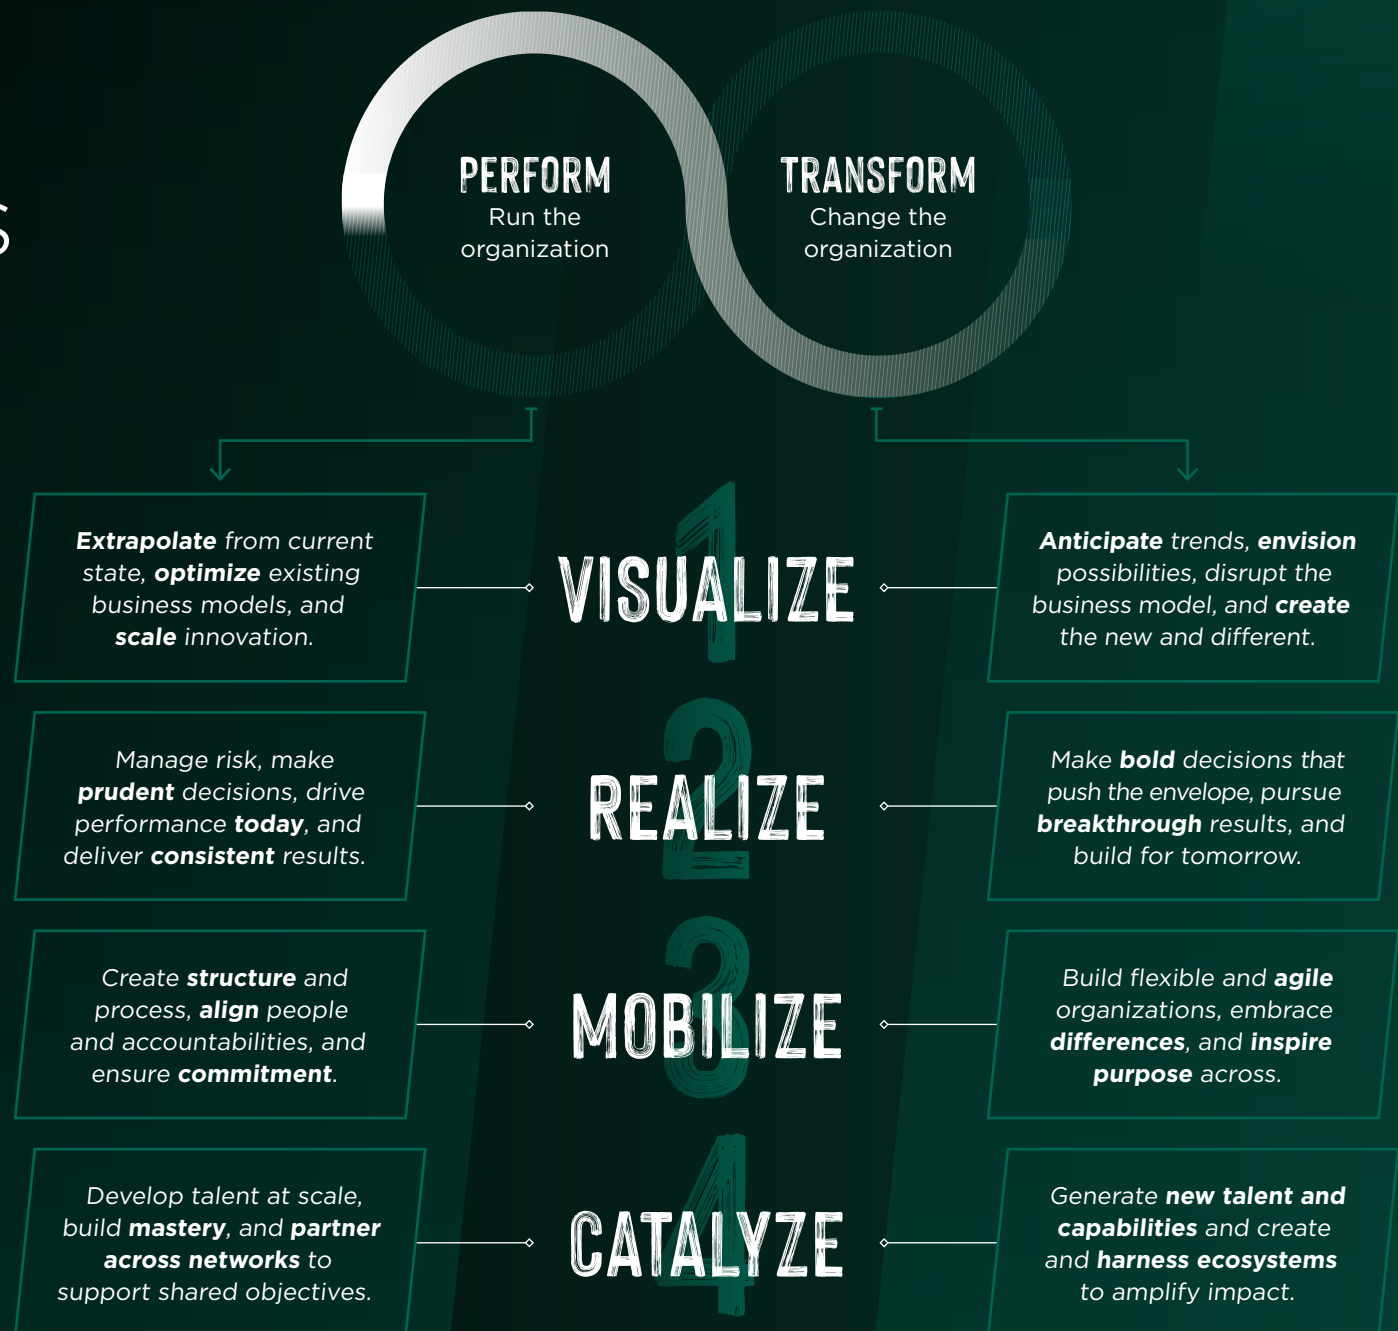 S
PERFORM
Run the
organization
TRANSFORM
Change the
organization
Extrapolate from current
state, optimize existing
business models, and
scale innovation.
1
VISUALIZE
Anticipate trends, envision
possibilities, disrupt the
business model, and create
the new and different.
Manage risk, make
prudent decisions, drive
performance today, and
deliver consistent results.
2
REALIZE
Make bold decisions that
push the envelope, pursue
breakthrough results, and
build for tomorrow.
Create structure and
process, align people
and accountabilities, and
ensure commitment.
3
MOBILIZE
Build flexible and agile
organizations, embrace
differences, and inspire
purpose across.
Develop talent at scale,
build mastery, and partner
across networks to
support shared objectives.
4
CATALYZE
Generate new talent and
capabilities and create
and harness ecosystems
to amplify impact.